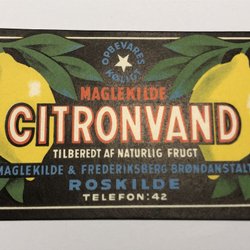 OPBEVARES
KØLIGT
MAGLEKILDE
CITRONVAND
TILBEREDT AF NATURLIG FRUGT
MAGLEKILDE & FREDERIKSBERG BRØNDANSTALT
ROSKILDE
TELEFON: 42